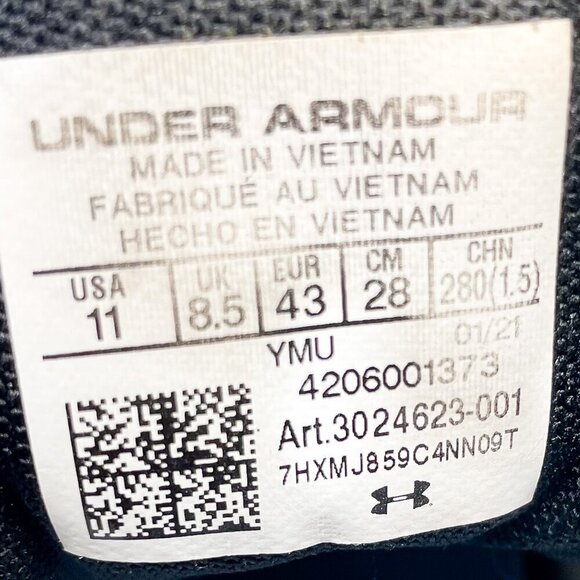 UNDER ARMOUR
MADE IN VIETNAM
FABRIQUÉ AU VIETNAM
HECHO EN VIETNAM
USA UK EUR CM CHN
11 8.5 43 28 280(1.5)
YMU 01/21
4206001373
Art.3024623-001
7HXMJ859C4NN09T